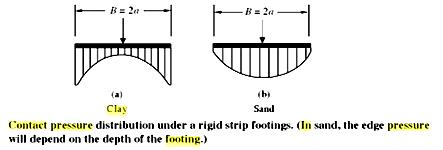 B = 2a
B = 2a
(a)
(b)
Clay
Sand
Contact pressure distribution under a rigid strip footings. (In sand, the edge pressure
will depend on the depth of the footing.)